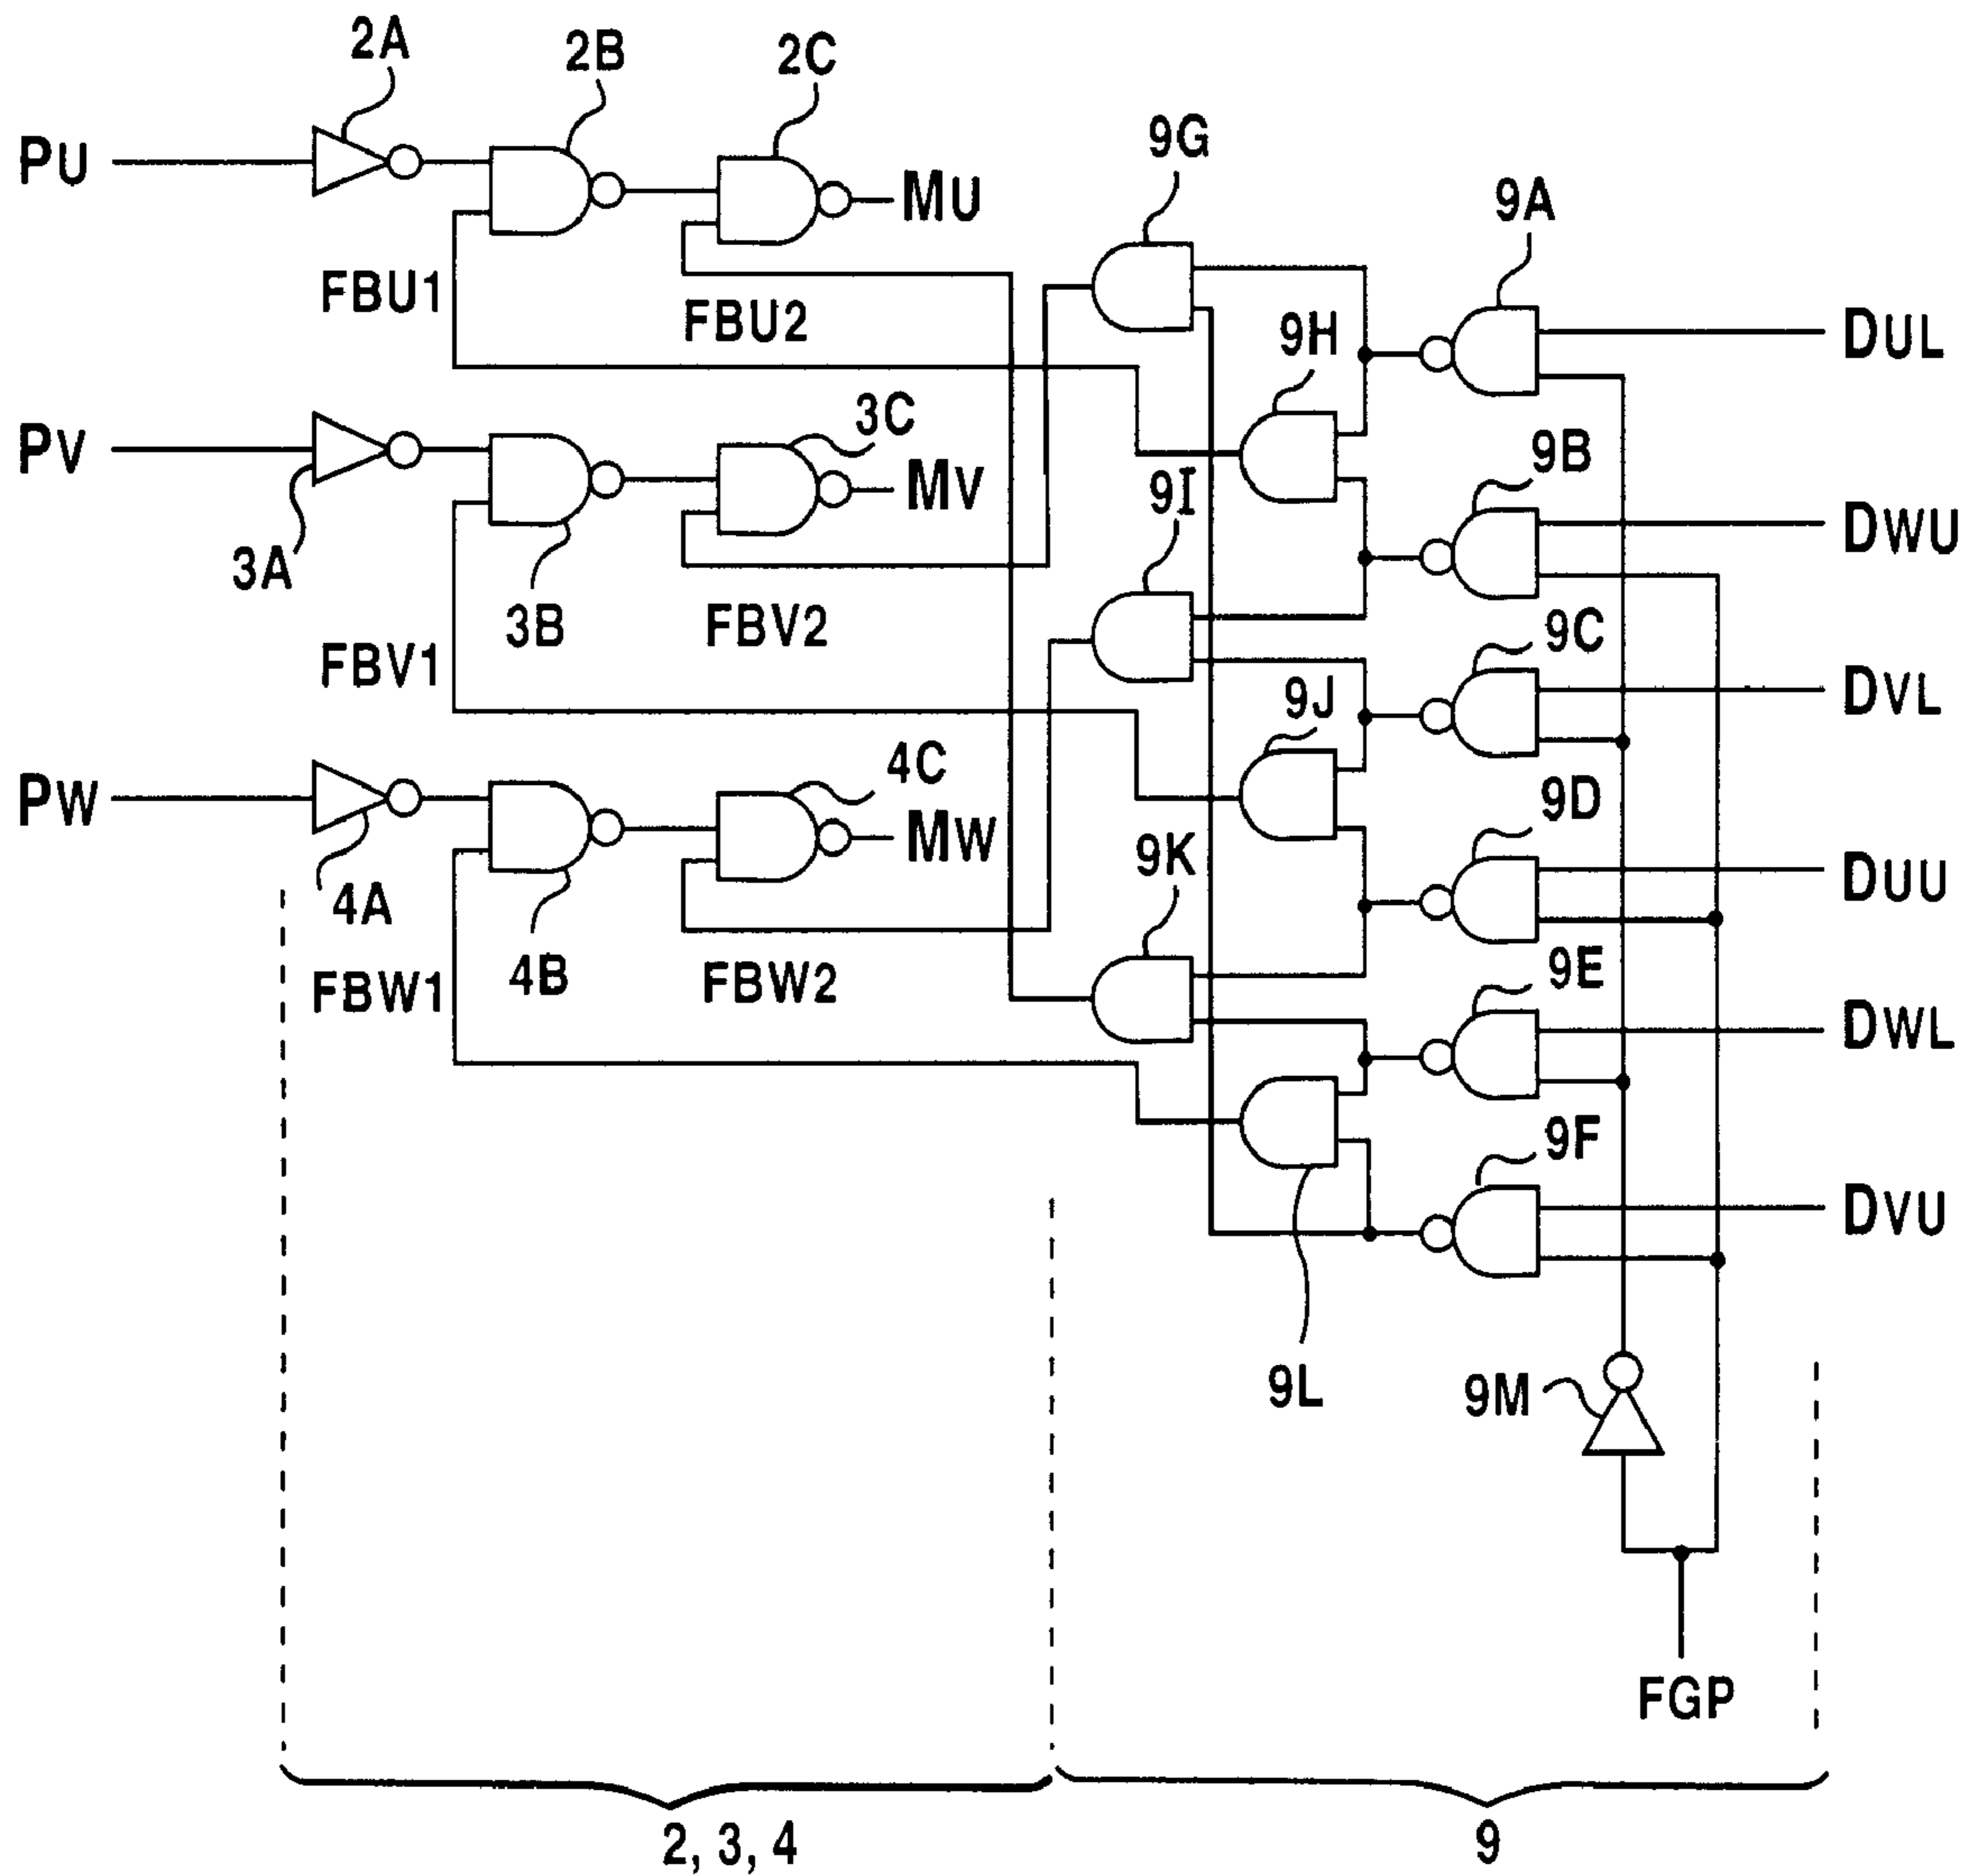 2A
2B
2C
PU
MU
9G
9A
FBU1
FBU2
9H
DUL
3C
PV
MV
9I
9B
DWU
3A
3B
FBV2
9C
FBV1
9J
DVL
4C
PW
MW
9K
9D
DUU
4A
4B
FBW1
FBW2
9E
DWL
9F
DVU
9L
9M
FGP
2, 3, 4
9